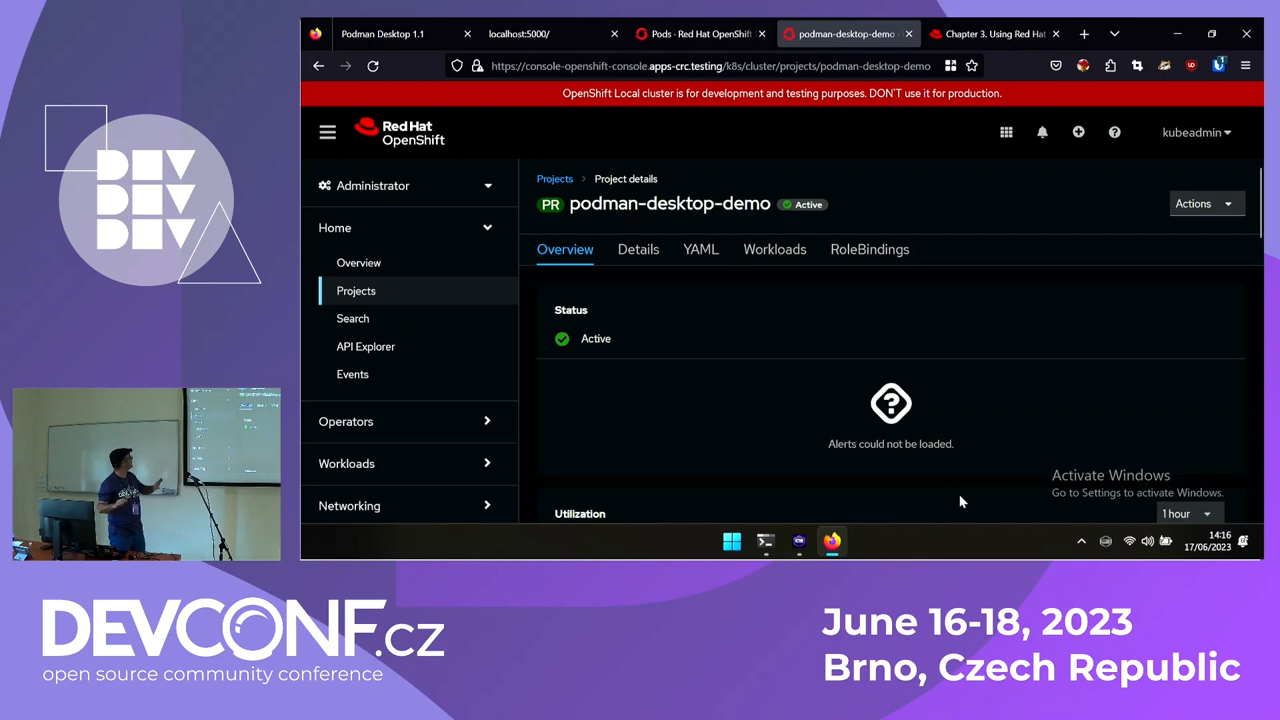 Podman Desktop 1.1
localhost:5000/
Pods · Red Hat OpenShift
podman-desktop-demo ·
Chapter 3. Using Red Hat
https://console-openshift-console.apps-crc.testing/k8s/cluster/projects/podman-desktop-demo
OpenShift Local cluster is for development and testing purposes. DON'T use it for production.
Red Hat
OpenShift
kubeadmin
Administrator
Home
Overview
Projects
Search
API Explorer
Events
Operators
Workloads
Networking
Projects
Project details
PR podman-desktop-demo Active
Actions
Overview Details YAML Workloads RoleBindings
Status
Active
Alerts could not be loaded.
Activate Windows
Go to Settings to activate Windows.
Utilization
1 hour
14:16
17/06/2023
DEV
DEV
DEV
DEVCONF.cz
open source community conference
June 16-18, 2023
Brno, Czech Republic